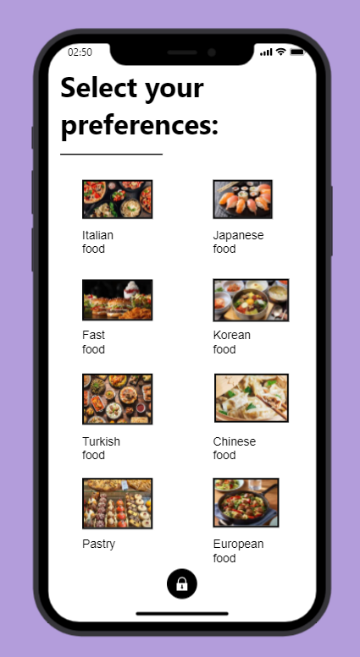 02:50
Select your
preferences:
Italian
food
Japanese
food
Fast
food
Korean
food
Turkish
food
Chinese
food
Pastry
European
food